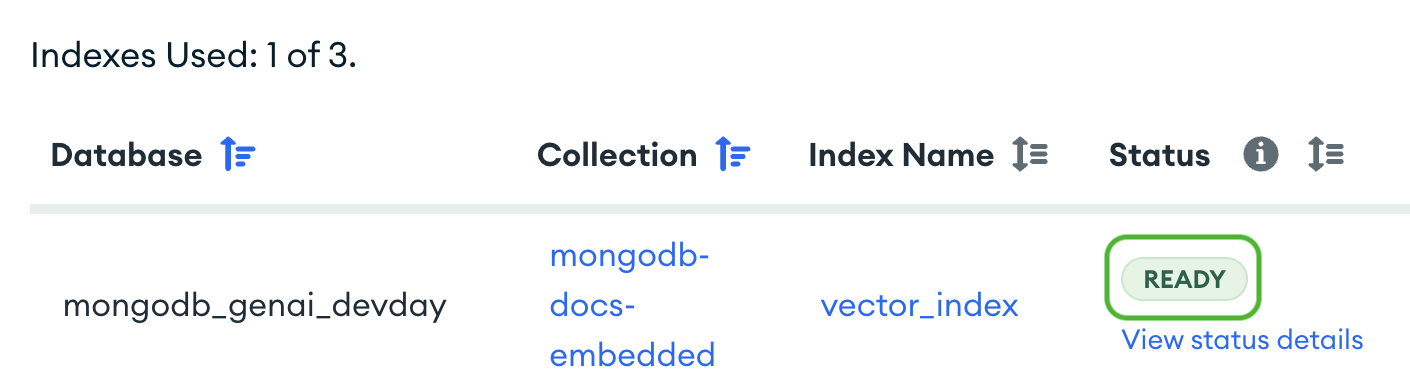 Indexes Used: 1 of 3.
Database Collection Index Name Status
mongodb-
READY
mongodb_genai_devday docs- vector_index
View status details
embedded